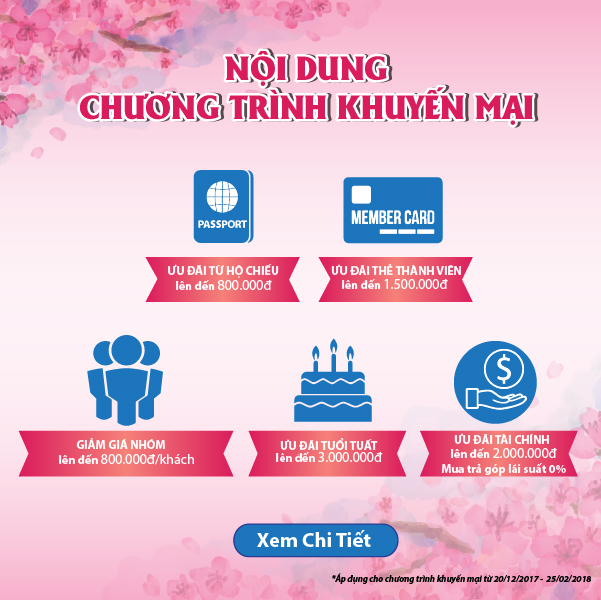 NỘI DUNG
CHƯƠNG TRÌNH KHUYẾN MẠI
PASSPORT
MEMBER CARD
ƯU ĐÃI TỪ HỘ CHIẾU
lên đến 800.000đ
ƯU ĐÃI THẺ THÀNH VIÊN
lên đến 1.500.000đ
$
GIẢM GIÁ NHÓM
lên đến 800.000đ/khách
ƯU ĐÃI TUỔI TUẤT
lên đến 3.000.000đ
ƯU ĐÃI TÀI CHÍNH
lên đến 2.000.000đ
Mua trả góp lãi suất 0%
Xem Chi Tiết
*Áp dụng cho chương trình khuyến mại từ 20/12/2017 - 25/02/2018